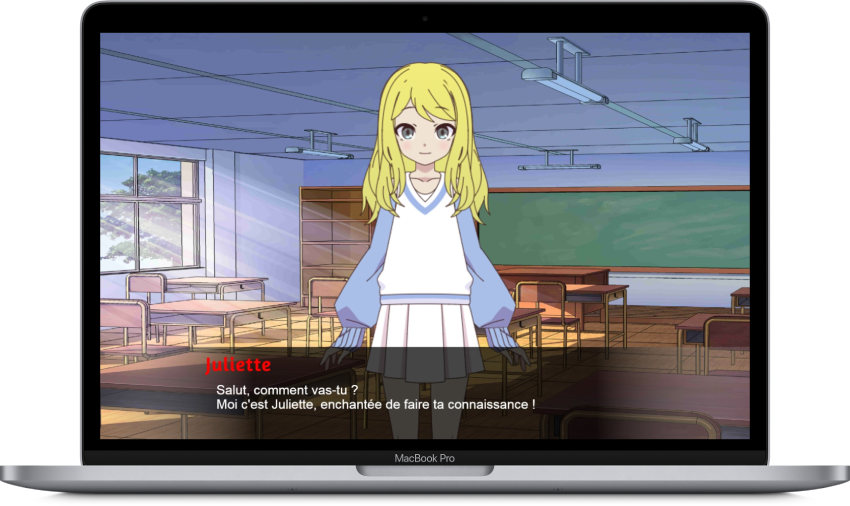 Juliette
Salut, comment vas-tu ?
Moi c'est Juliette, enchantée de faire ta connaissance !
MacBook Pro